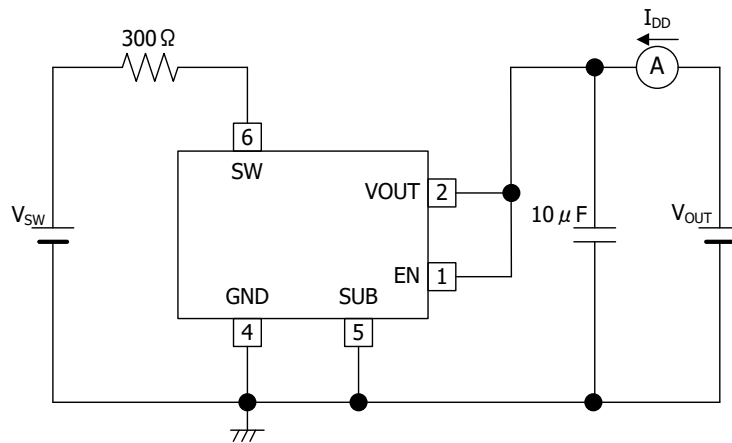 I_DD
300Ω
A
6
SW
VOUT
2
V_SW
10μF
V_OUT
EN
1
GND
SUB
4
5